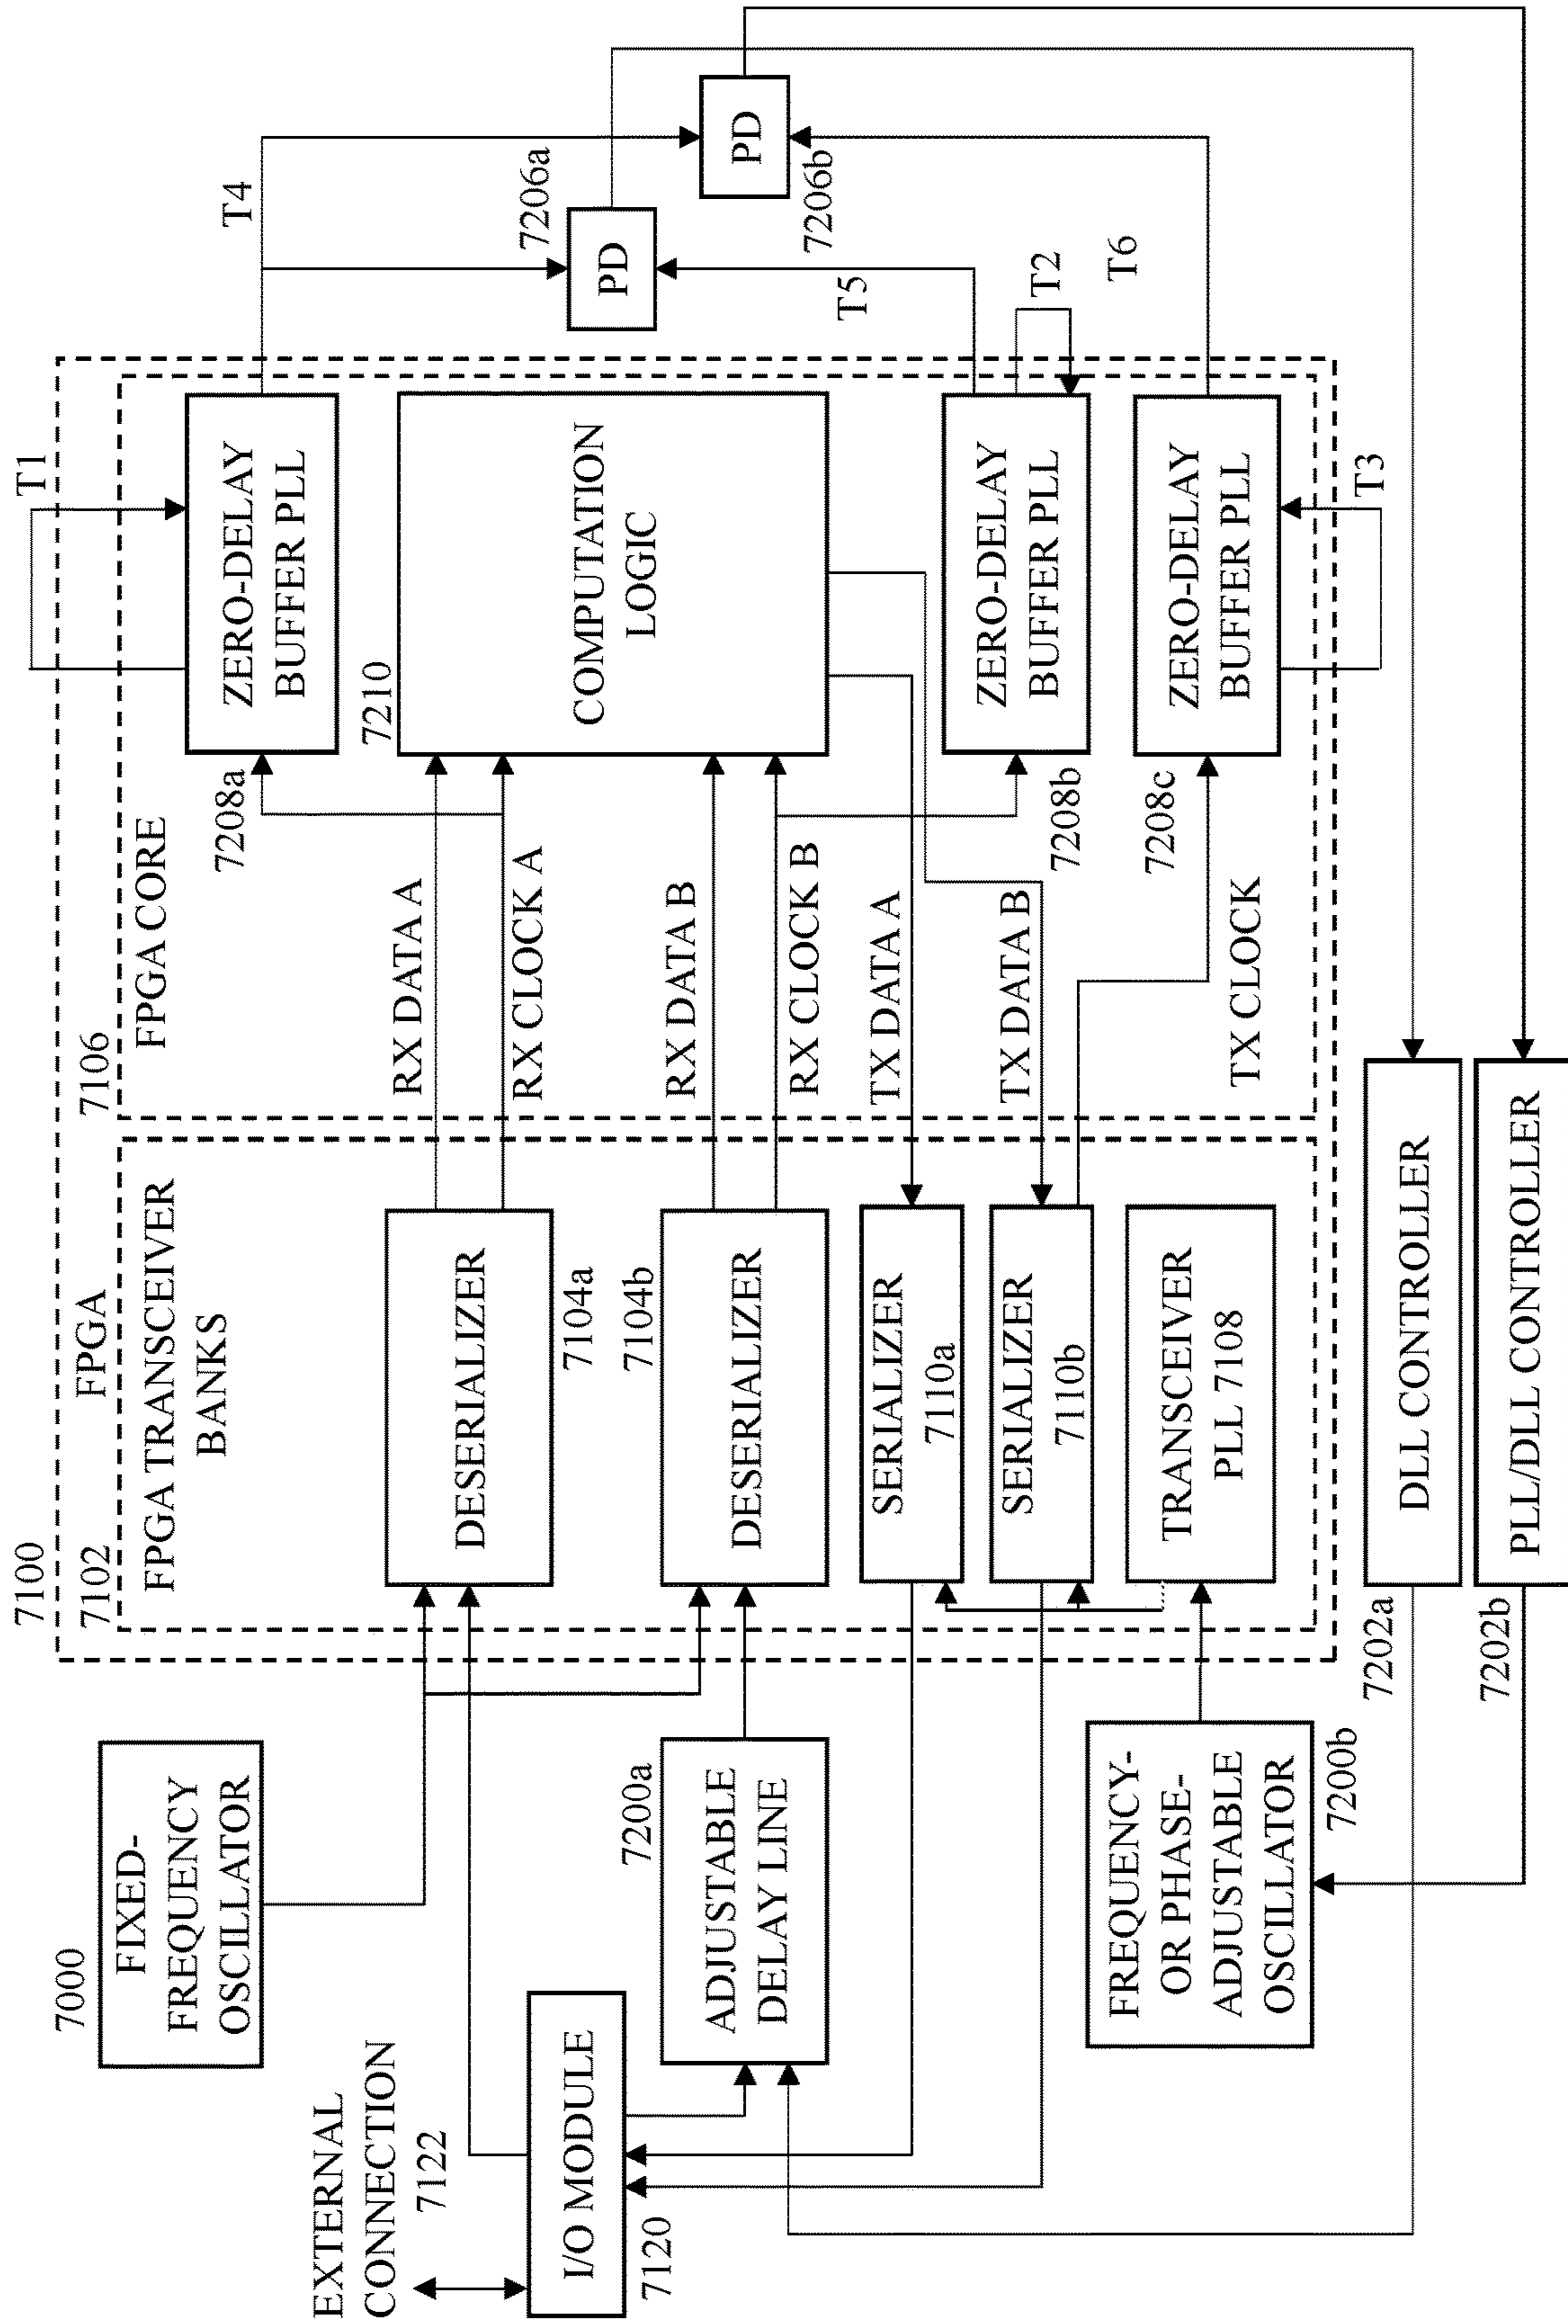 7100
FPGA
7102
FPGA TRANSCEIVER
BANKS
7106
FPGA CORE
7000
FIXED-
FREQUENCY
OSCILLATOR
EXTERNAL
CONNECTION
7122
I/O MODULE
7120
ADJUSTABLE
DELAY LINE
7200a
FREQUENCY-
OR PHASE-
ADJUSTABLE
OSCILLATOR
7200b
DESERIALIZER
7104a
DESERIALIZER
7104b
SERIALIZER
7110a
SERIALIZER
7110b
TRANSCEIVER
PLL 7108
RX DATA A
RX CLOCK A
RX DATA B
RX CLOCK B
TX DATA A
TX DATA B
TX CLOCK
7208a
ZERO-DELAY
BUFFER PLL
T1
7210
COMPUTATION
LOGIC
7208b
ZERO-DELAY
BUFFER PLL
T2
7208c
ZERO-DELAY
BUFFER PLL
T3
T4
7206a
PD
T5
PD
7206b
T6
7202a
DLL CONTROLLER
7202b
PLL/DLL CONTROLLER